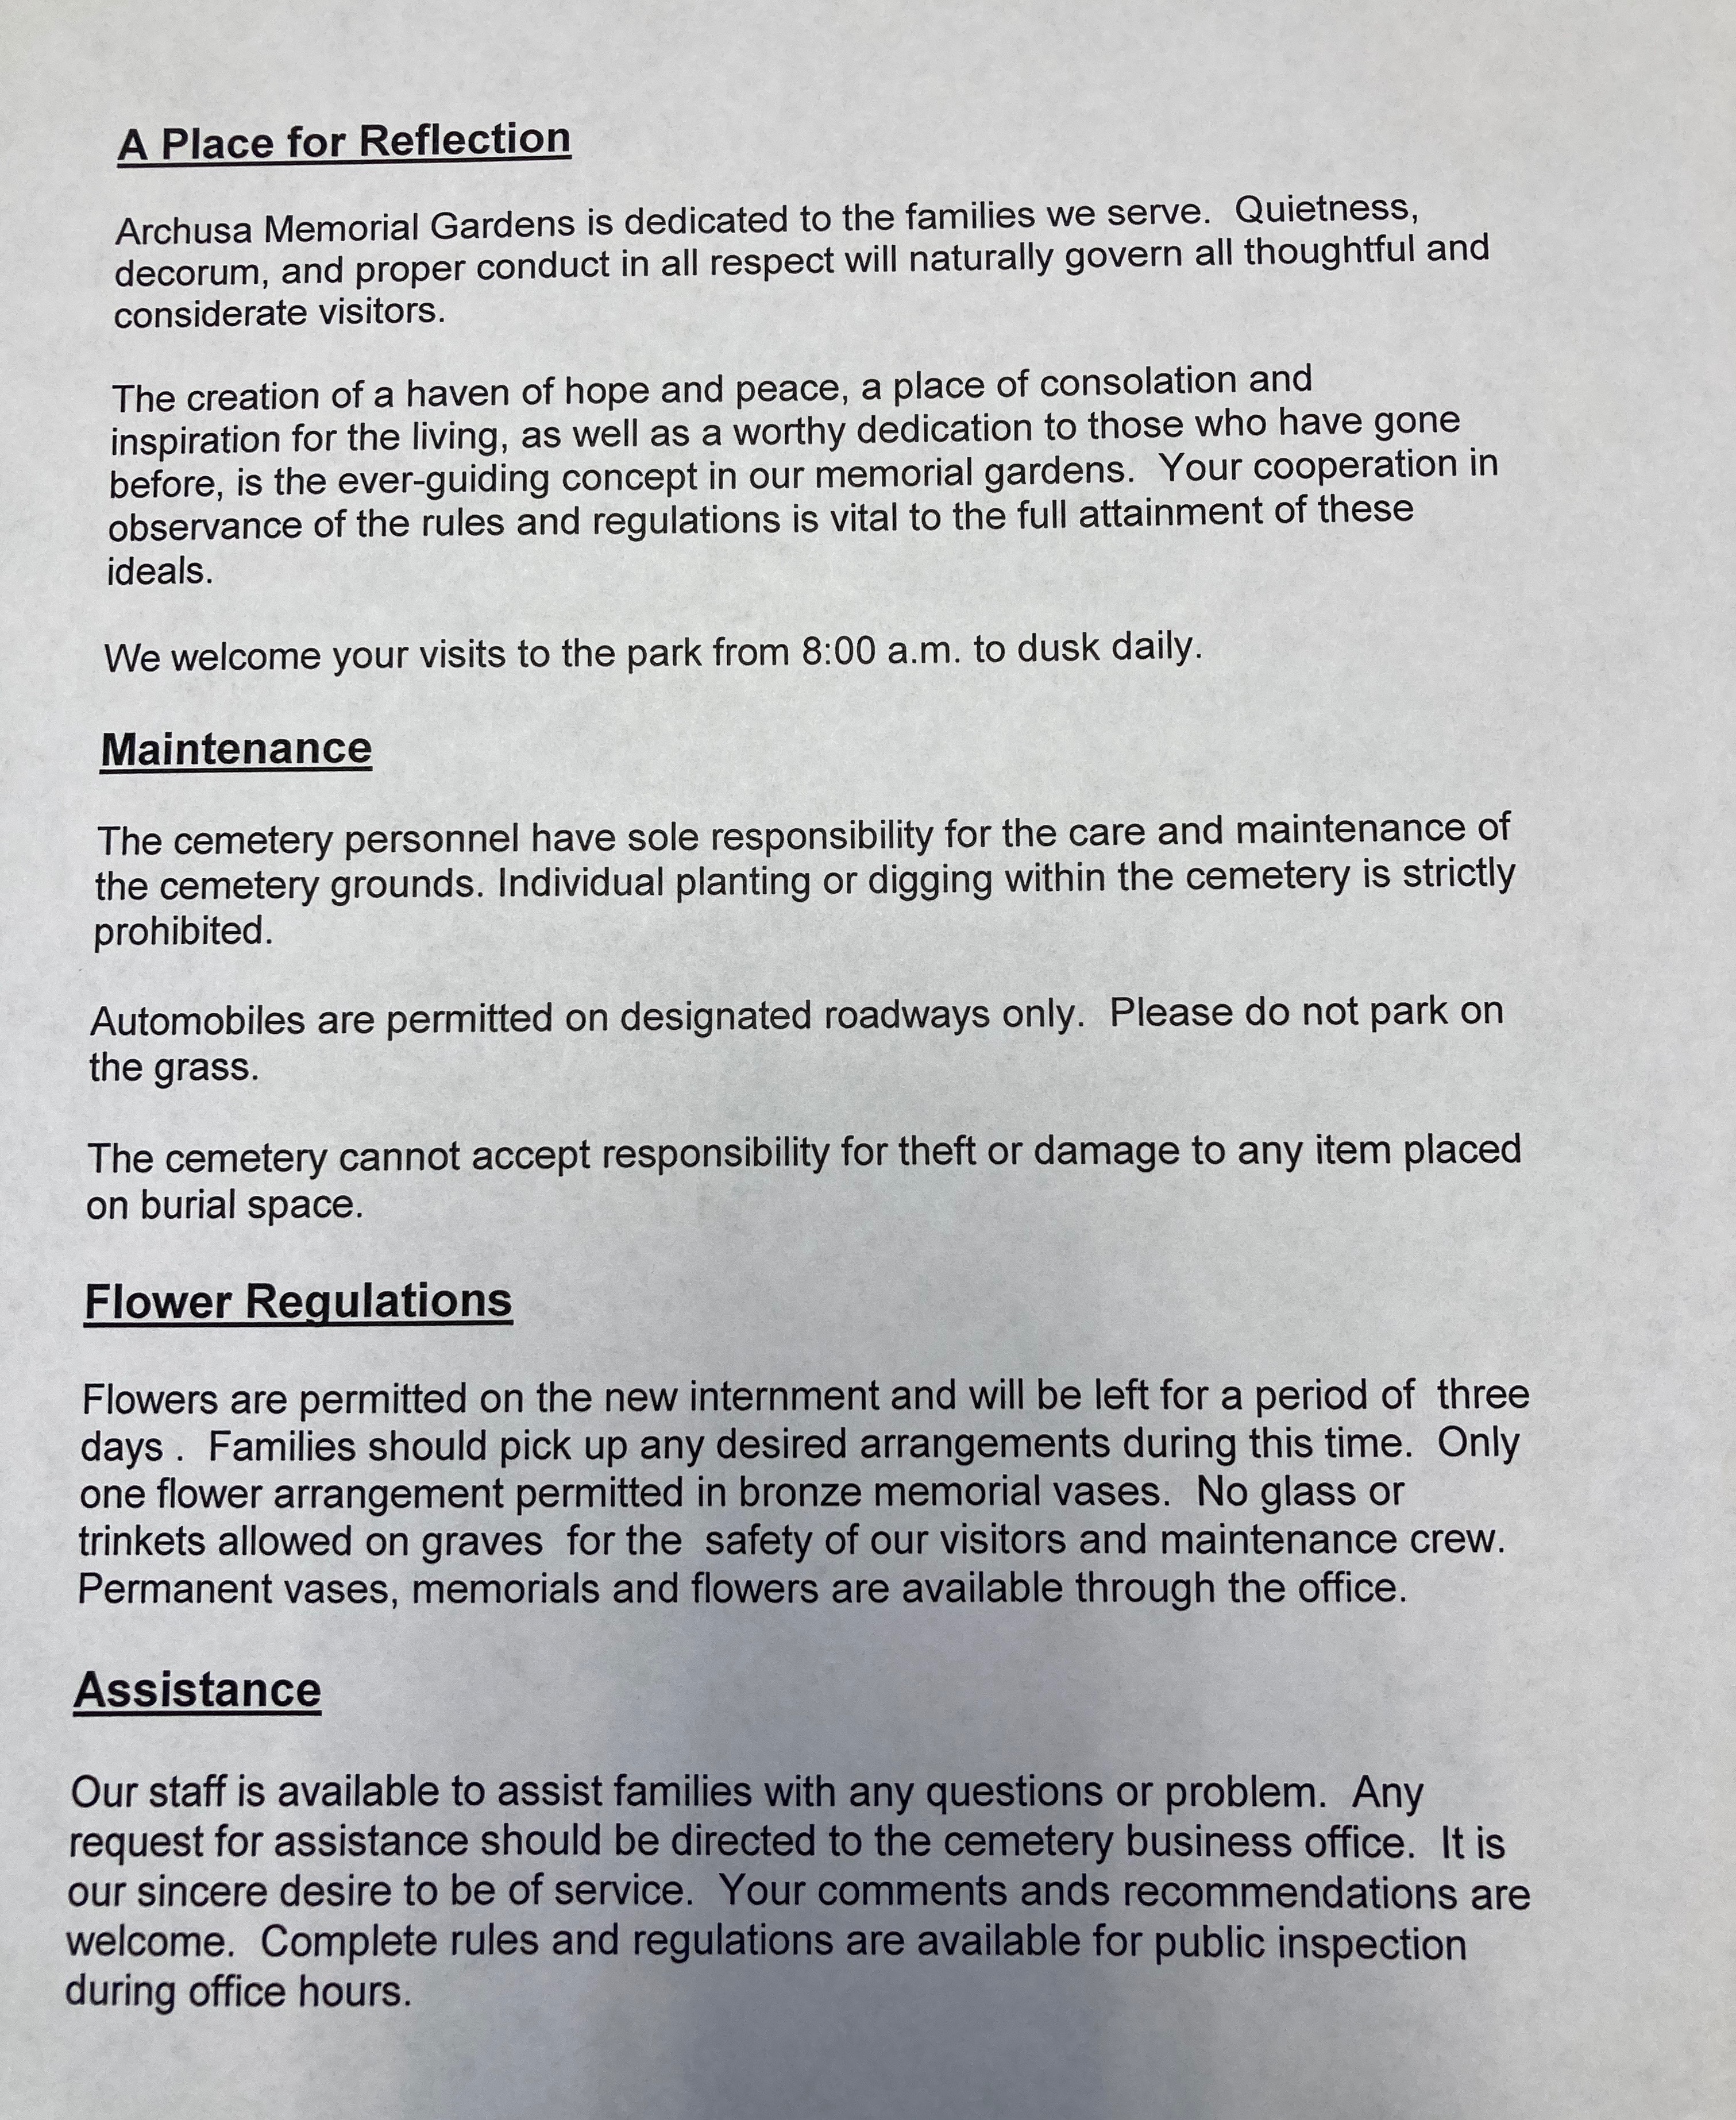 A Place for Reflection
Archusa Memorial Gardens is dedicated to the families we serve.  Quietness,
decorum, and proper conduct in all respect will naturally govern all thoughtful and
considerate visitors.
The creation of a haven of hope and peace, a place of consolation and
inspiration for the living, as well as a worthy dedication to those who have gone
before, is the ever-guiding concept in our memorial gardens.  Your cooperation in
observance of the rules and regulations is vital to the full attainment of these
ideals.
We welcome your visits to the park from 8:00 a.m. to dusk daily.
Maintenance
The cemetery personnel have sole responsibility for the care and maintenance of
the cemetery grounds. Individual planting or digging within the cemetery is strictly
prohibited.
Automobiles are permitted on designated roadways only.  Please do not park on
the grass.
The cemetery cannot accept responsibility for theft or damage to any item placed
on burial space.
Flower Regulations
Flowers are permitted on the new internment and will be left for a period of  three
days .  Families should pick up any desired arrangements during this time.  Only
one flower arrangement permitted in bronze memorial vases.  No glass or
trinkets allowed on graves  for the  safety of our visitors and maintenance crew.
Permanent vases, memorials and flowers are available through the office.
Assistance
Our staff is available to assist families with any questions or problem.  Any
request for assistance should be directed to the cemetery business office.  It is
our sincere desire to be of service.  Your comments ands recommendations are
welcome.  Complete rules and regulations are available for public inspection
during office hours.